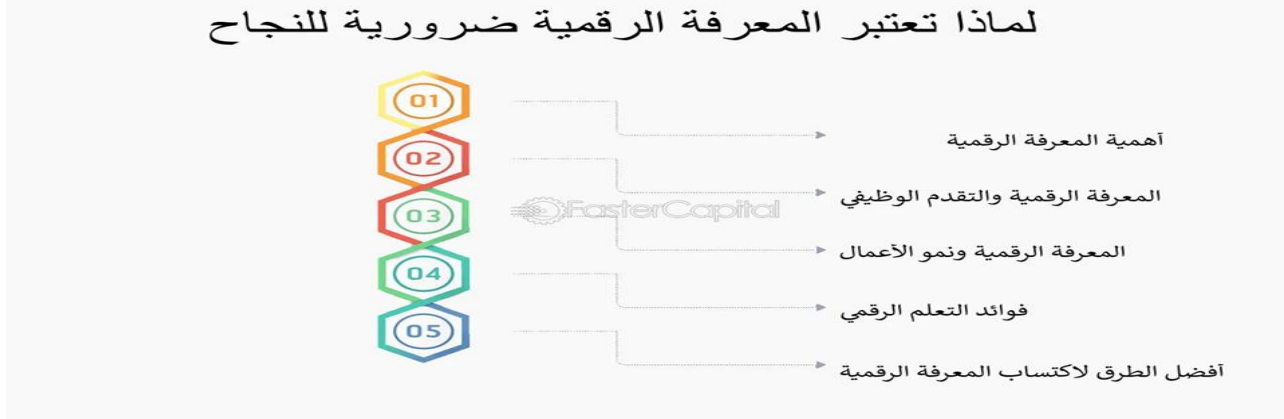 لماذا تعتبر المعرفة الرقمية ضرورية للنجاح
01
أهمية المعرفة الرقمية
02
المعرفة الرقمية والتقدم الوظيفي
FasterCapital
03
المعرفة الرقمية ونمو الأعمال
04
فوائد التعلم الرقمي
05
أفضل الطرق لاكتساب المعرفة الرقمية